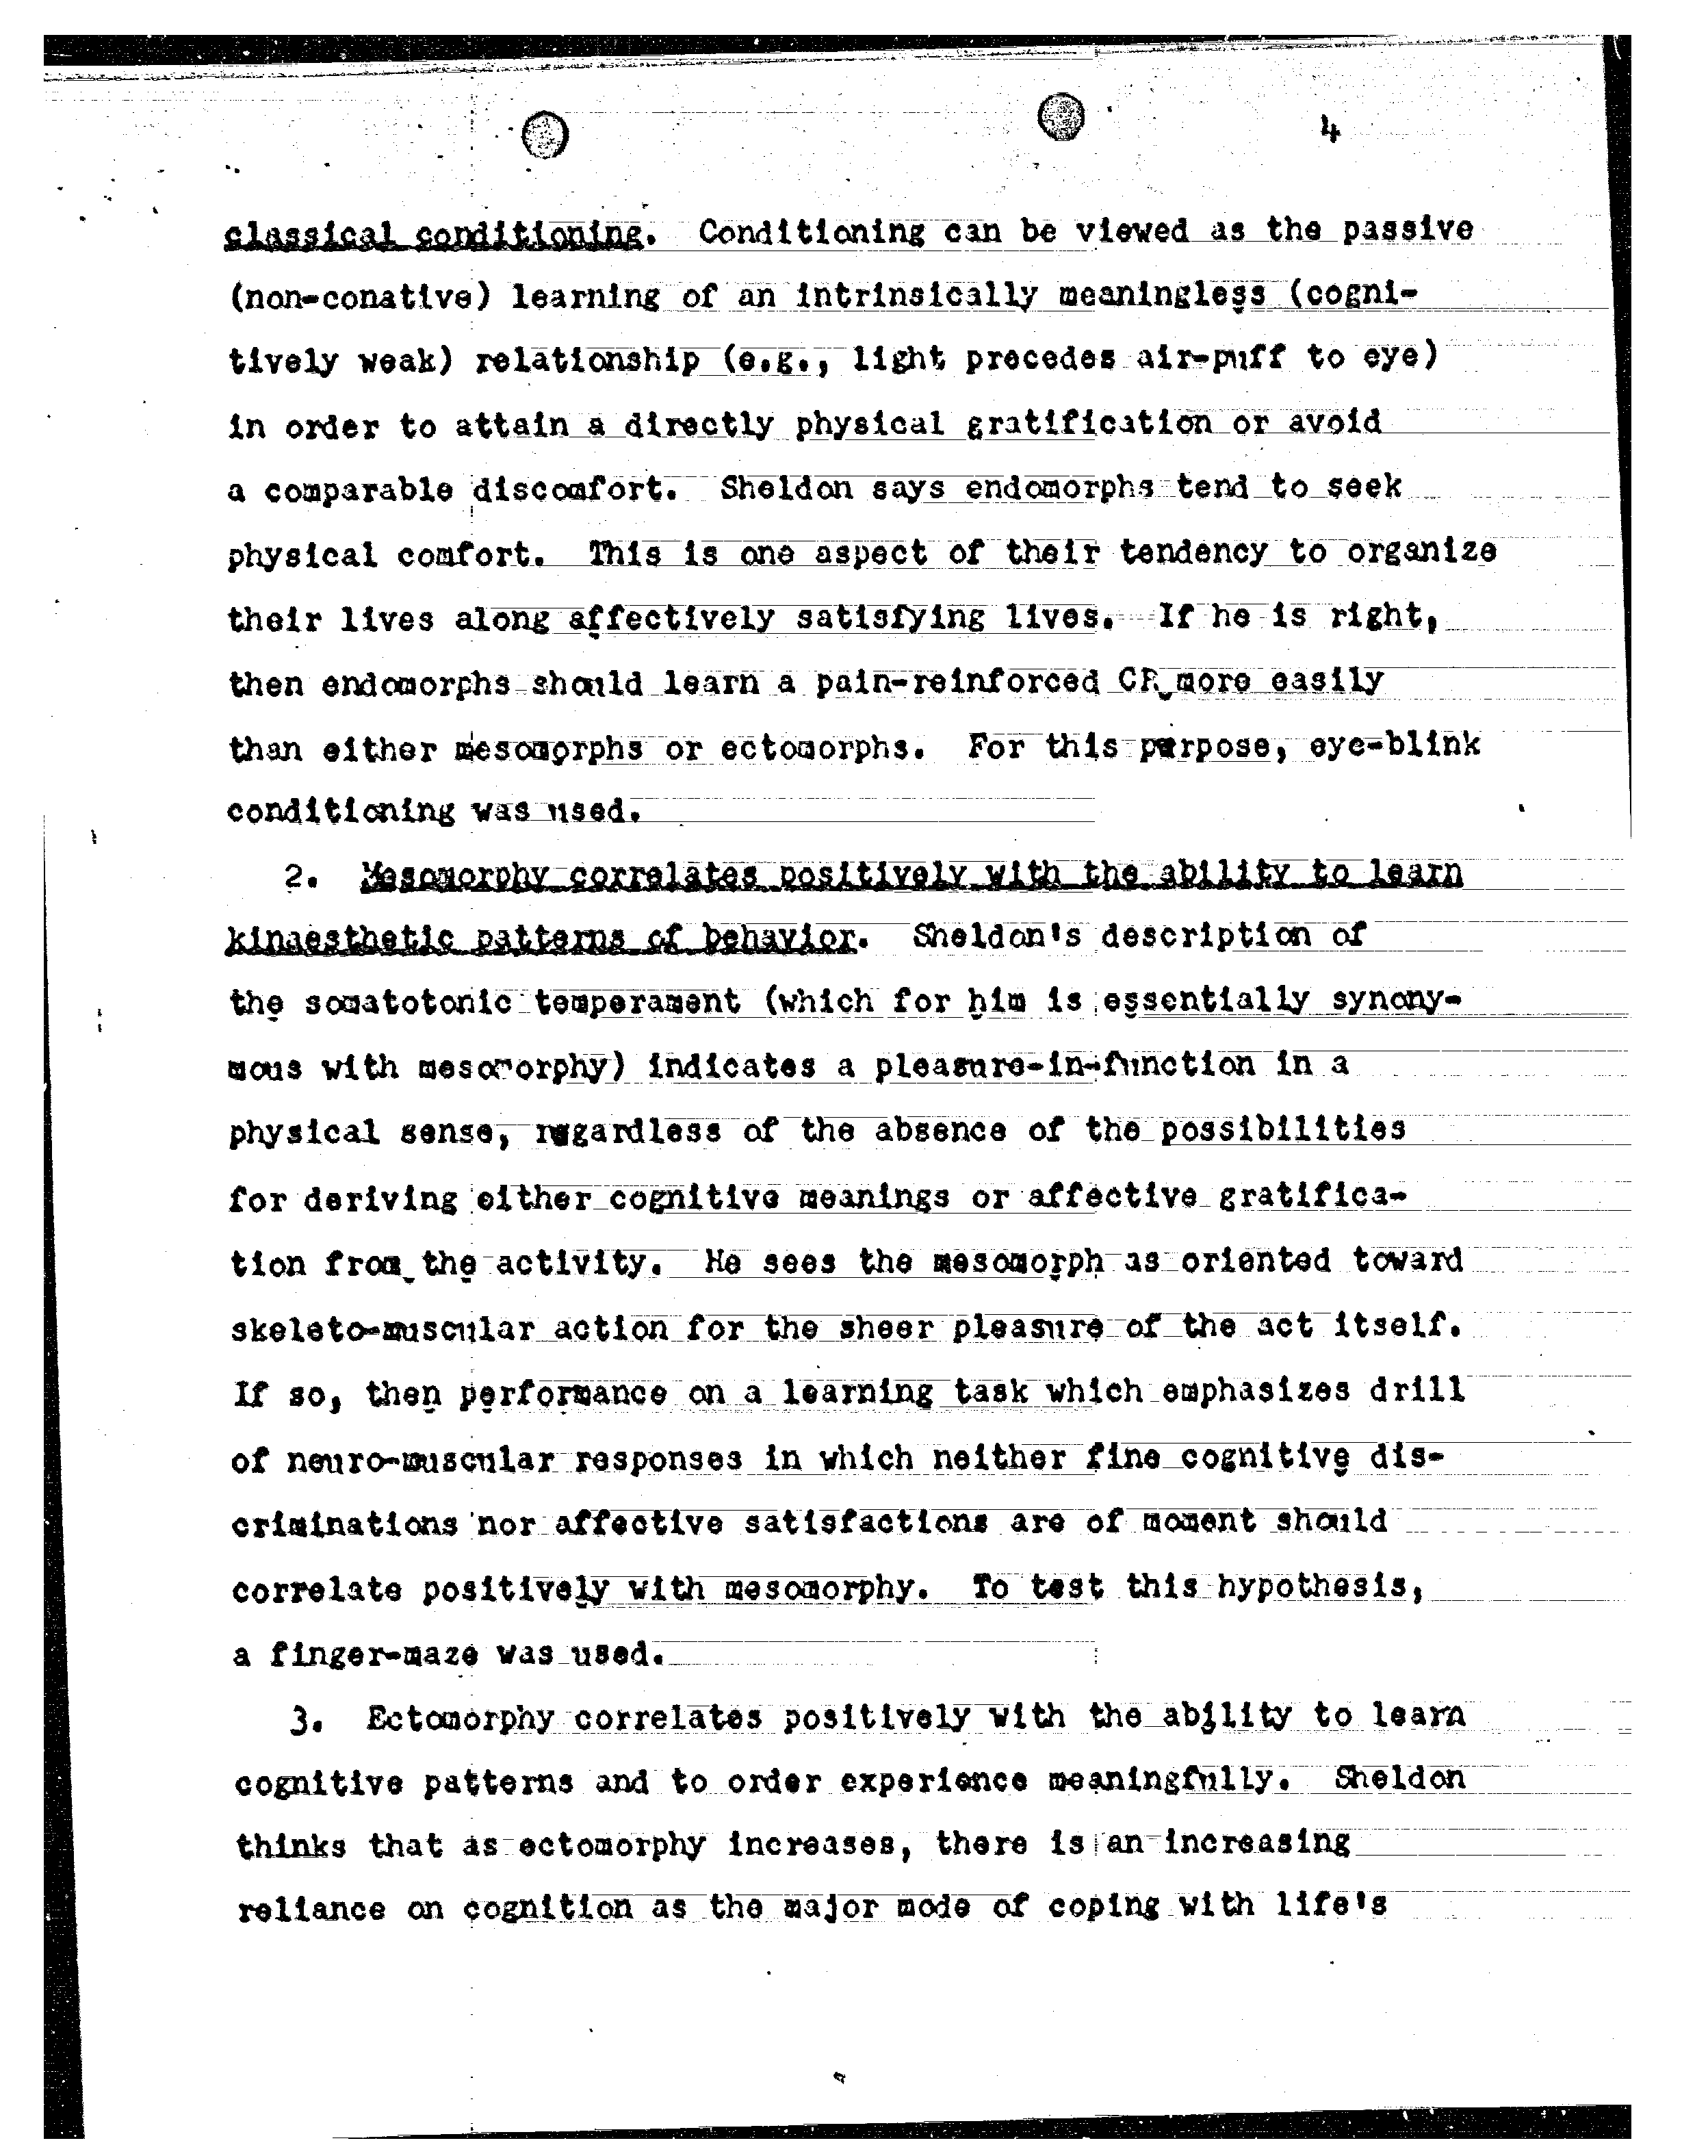 4
classical conditioning. Conditioning can be viewed as the passive
(non-conative) learning of an intrinsically meaningless (cogni-
tively weak) relationship (e.g., light precedes air-puff to eye)
in order to attain a directly physical gratification or avoid
a comparable discomfort. Sheldon says endomorphs tend to seek
physical comfort. This is one aspect of their tendency to organize
their lives along affectively satisfying lives. If he is right,
then endomorphs should learn a pain-reinforced CR more easily
than either mesomorphs or ectomorphs. For this purpose, eye-blink
conditioning was used.
2. Mesomorphy correlates positively with the ability to learn
kinaesthetic patterns of behavior. Sheldon's description of
the somatotonic temperament (which for him is essentially synony-
mous with mesomorphy) indicates a pleasure-in-function in a
physical sense, regardless of the absence of the possibilities
for deriving either cognitive meanings or affective gratifica-
tion from the activity. He sees the mesomorph as oriented toward
skeleto-muscular action for the sheer pleasure of the act itself.
If so, then performance on a learning task which emphasizes drill
of neuro-muscular responses in which neither fine cognitive dis-
criminations nor affective satisfactions are of moment should
correlate positively with mesomorphy. To test this hypothesis,
a finger-maze was used.
3. Ectomorphy correlates positively with the ability to learn
cognitive patterns and to order experience meaningfully. Sheldon
thinks that as ectomorphy increases, there is an increasing
reliance on cognition as the major mode of coping with life's